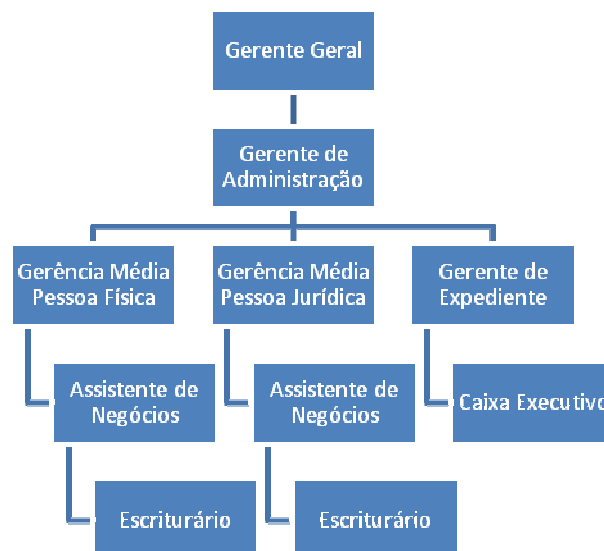 Gerente Geral
Gerente de
Administração
Gerência Média
Pessoa Física
Gerência Média
Pessoa Jurídica
Gerente de
Expediente
Assistente de
Negócios
Assistente de
Negócios
Caixa Executivo
Escriturário
Escriturário